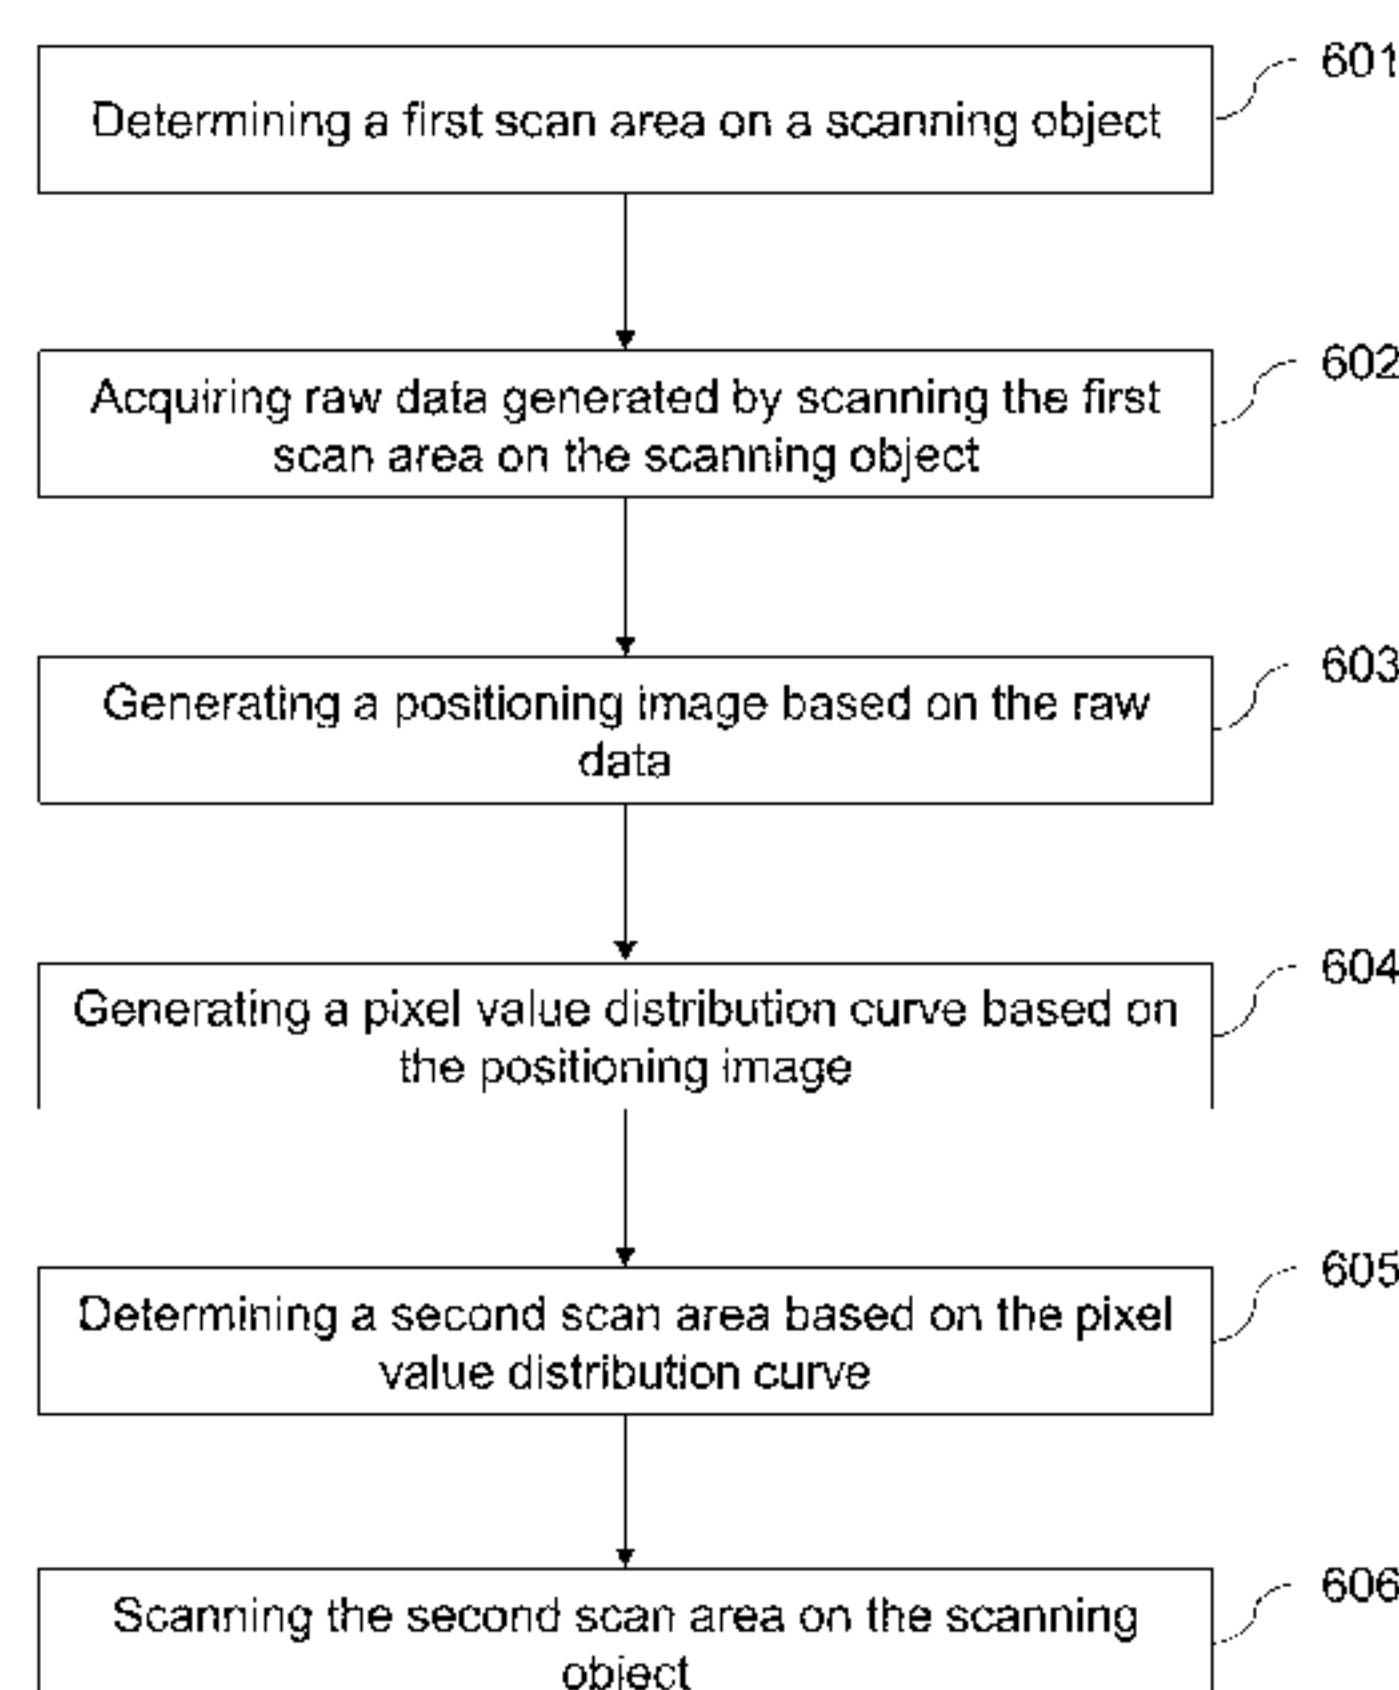 Determining a first scan area on a scanning object
601
Acquiring raw data generated by scanning the first
scan area on the scanning object
602
Generating a positioning image based on the raw
data
603
Generating a pixel value distribution curve based on
the positioning image
604
Determining a second scan area based on the pixel
value distribution curve
605
Scanning the second scan area on the scanning
object
606